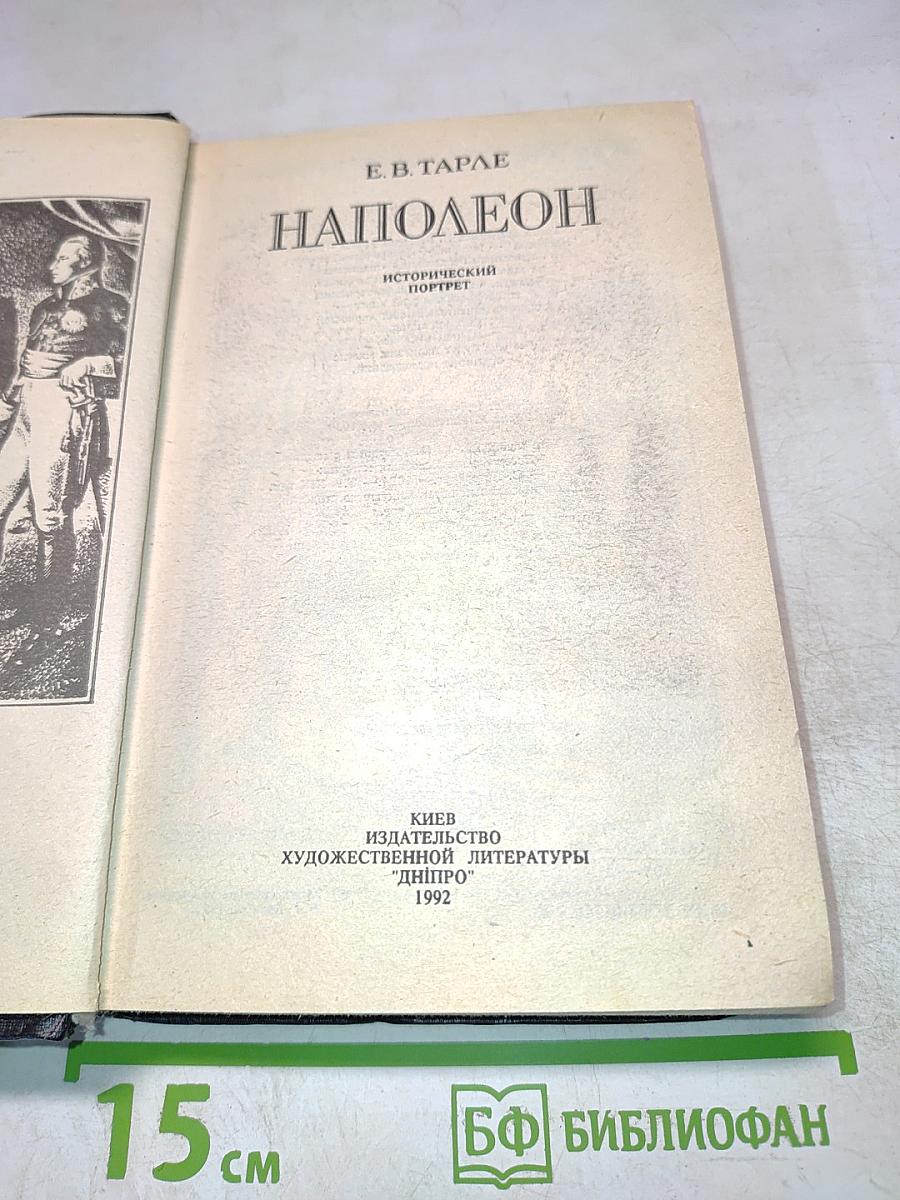 Е. В. ТАРЛЕ
НАПОЛЕОН
ИСТОРИЧЕСКИЙ
ПОРТРЕТ
КИЕВ
ИЗДАТЕЛЬСТВО
ХУДОЖЕСТВЕННОЙ ЛИТЕРАТУРЫ
"ДНІПРО"
1992
15 см
БФ БИБЛИОФАН